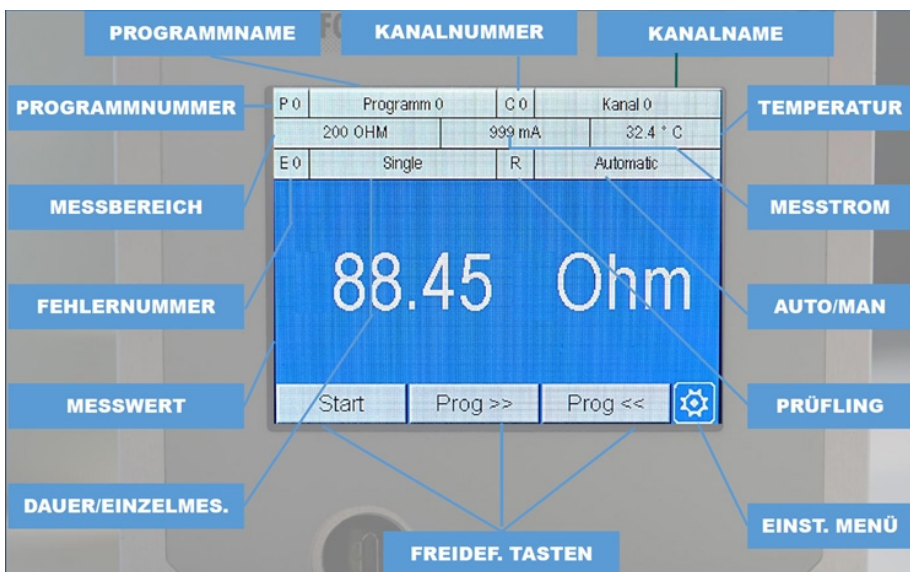 PROGRAMMNAME
KANALNUMMER
KANALNAME
PROGRAMMNUMMER
P 0
Programm 0
C 0
Kanal 0
TEMPERATUR
200 OHM
999 mA
32.4 ° C
E 0
Single
R
Automatic
MESSBEREICH
MESSTROM
88.45 Ohm
FEHLERNUMMER
AUTO/MAN
MESSWERT
Start
Prog >>
Prog <<
PRÜFLING
DAUER/EINZELMES.
FREIDEF. TASTEN
EINST. MENÜ